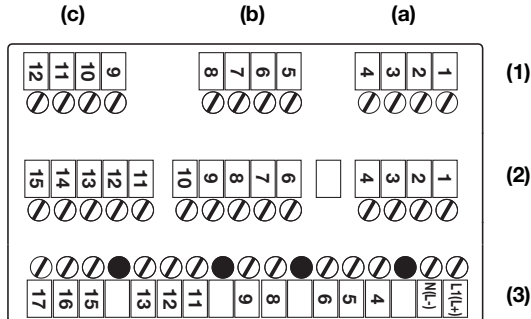 (c) (b) (a)
12 11 10 9 8 7 6 5 4 3 2 1 (1)
15 14 13 12 11 10 9 8 7 6 4 3 2 1 (2)
17 16 15 13 12 11 9 8 6 5 4 N(L-) L1(L+) (3)